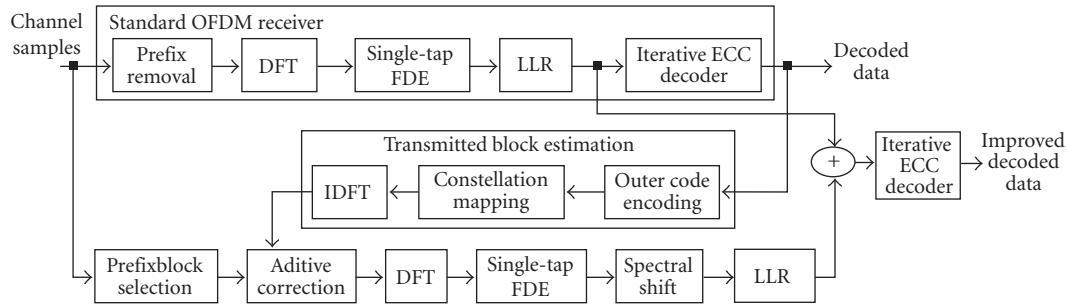 Channel
samples
Standard OFDM receiver
Prefix
removal
DFT
Single-tap
FDE
LLR
Iterative ECC
decoder
Decoded
data
Transmitted block estimation
IDFT
Constellation
mapping
Outer code
encoding
+
Iterative
ECC
decoder
Improved
decoded
data
Prefixblock
selection
Aditive
correction
DFT
Single-tap
FDE
Spectral
shift
LLR